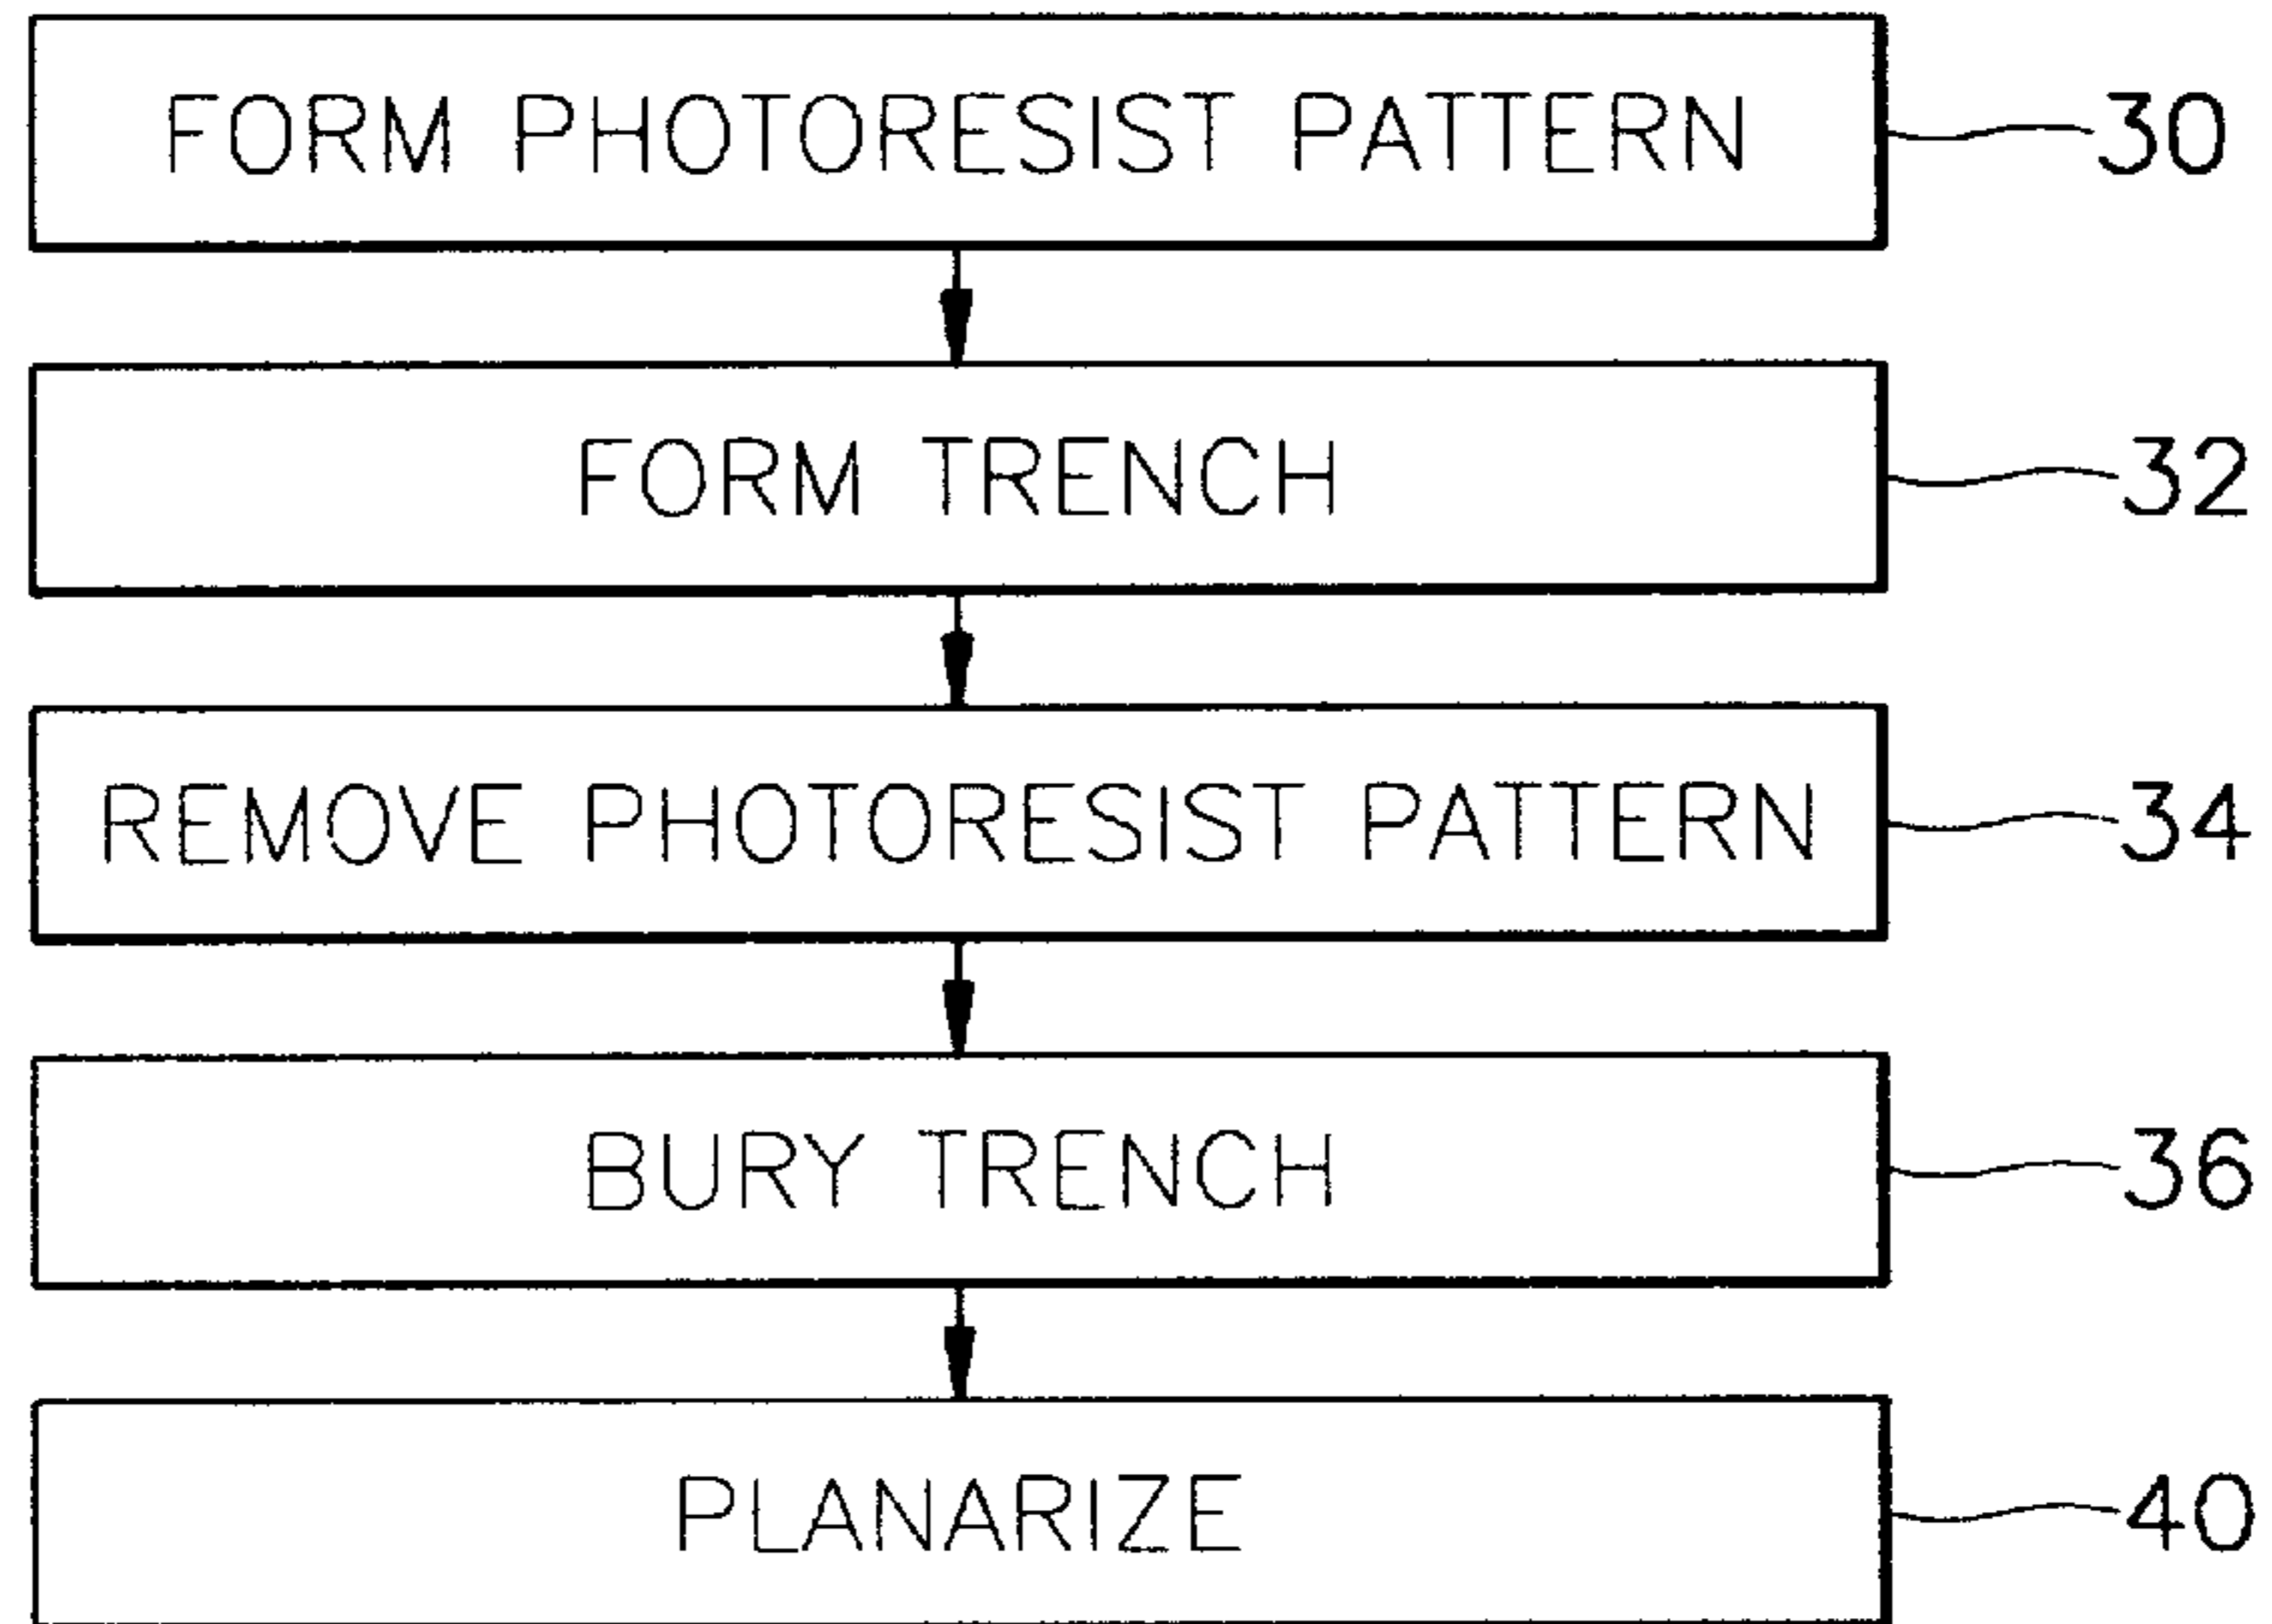 FORM PHOTORESIST PATTERN 30
FORM TRENCH 32
REMOVE PHOTORESIST PATTERN 34
BURY TRENCH 36
PLANARIZE 40